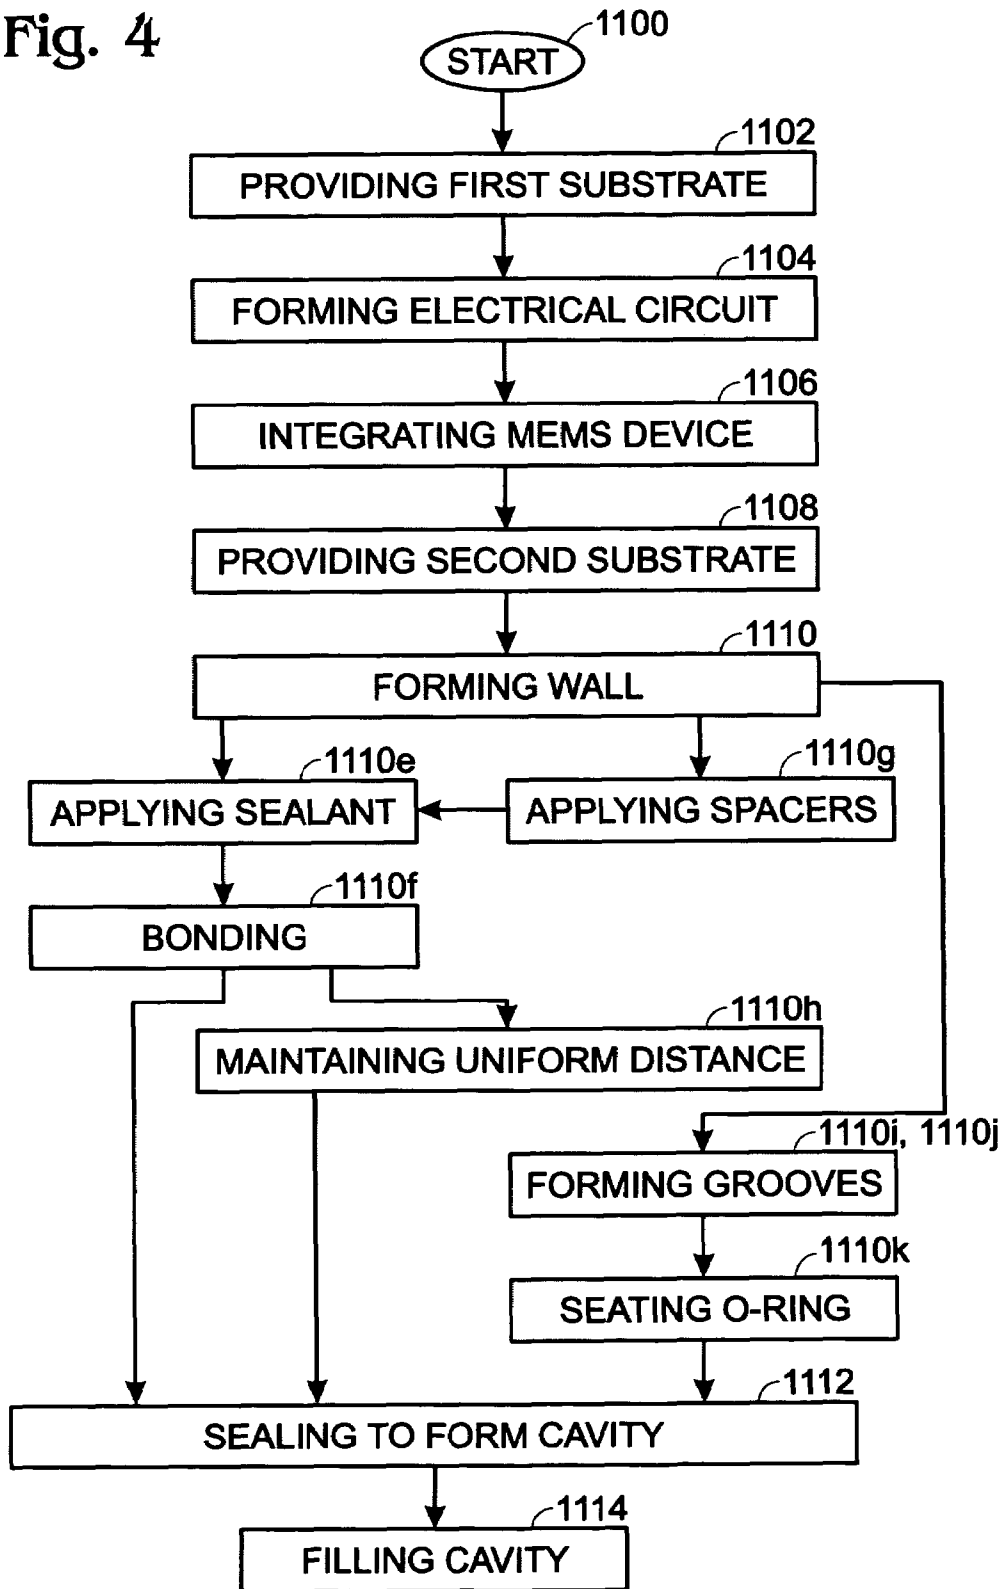 Fig. 4
1100
START
1102
PROVIDING FIRST SUBSTRATE
1104
FORMING ELECTRICAL CIRCUIT
1106
INTEGRATING MEMS DEVICE
1108
PROVIDING SECOND SUBSTRATE
1110
FORMING WALL
1110e
APPLYING SEALANT
1110g
APPLYING SPACERS
1110f
BONDING
1110h
MAINTAINING UNIFORM DISTANCE
1110i, 1110j
FORMING GROOVES
1110k
SEATING O-RING
1112
SEALING TO FORM CAVITY
1114
FILLING CAVITY